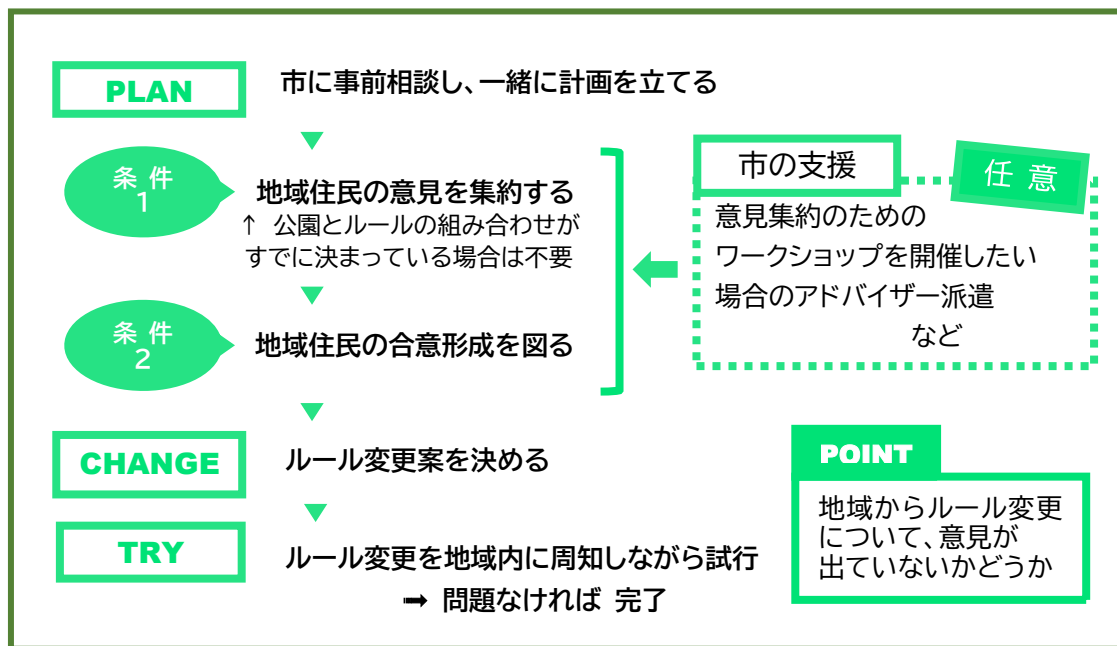 PLAN
市に事前相談し、一緒に計画を立てる
条 件
1
地域住民の意見を集約する
↑ 公園とルールの組み合わせが
すでに決まっている場合は不要
条 件
2
地域住民の合意形成を図る
市の支援
任 意
意見集約のための
ワークショップを開催したい
場合のアドバイザー派遣
など
CHANGE
ルール変更案を決める
TRY
ルール変更を地域内に周知しながら試行
➡ 問題なければ 完了
POINT
地域からルール変更
について、意見が
出ていないかどうか